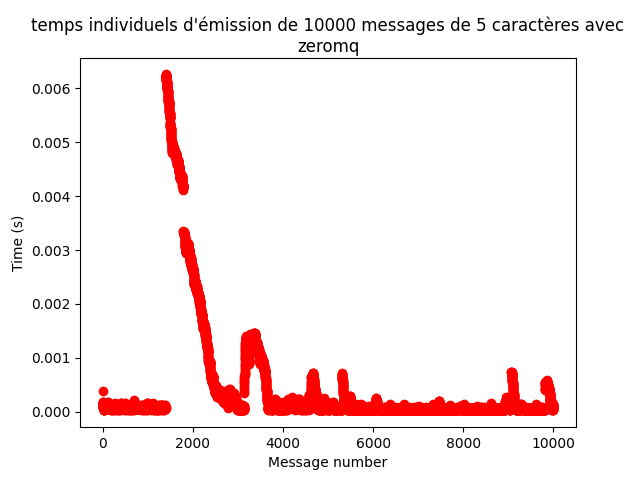 temps individuels d'émission de 10000 messages de 5 caractères avec
zeromq
0.006
0.005
0.004
0.003
0.002
0.001
0.000
Time (s)
0 2000 4000 6000 8000 10000
Message number